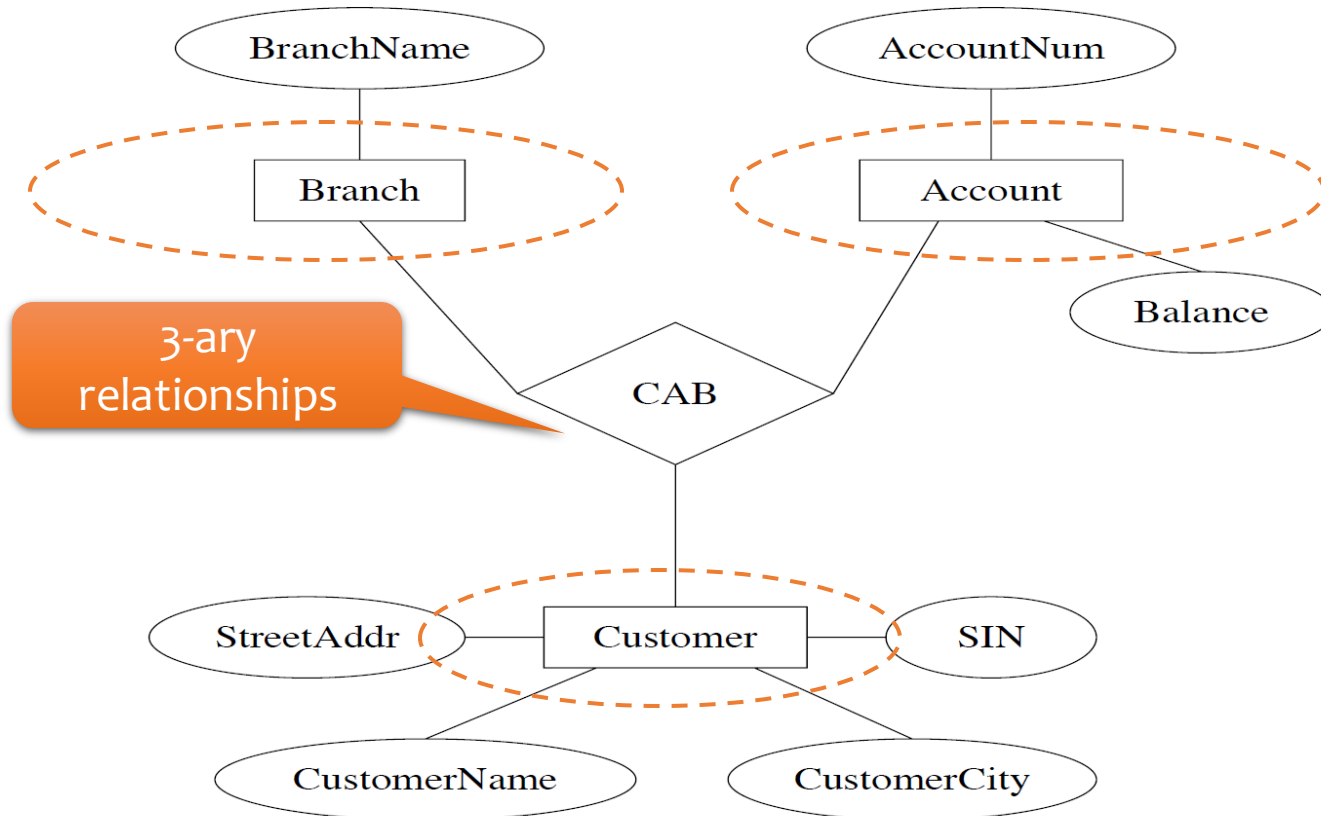 BranchName
AccountNum
Branch
Account
Balance
3-ary
relationships
CAB
StreetAddr
Customer
SIN
CustomerName
CustomerCity